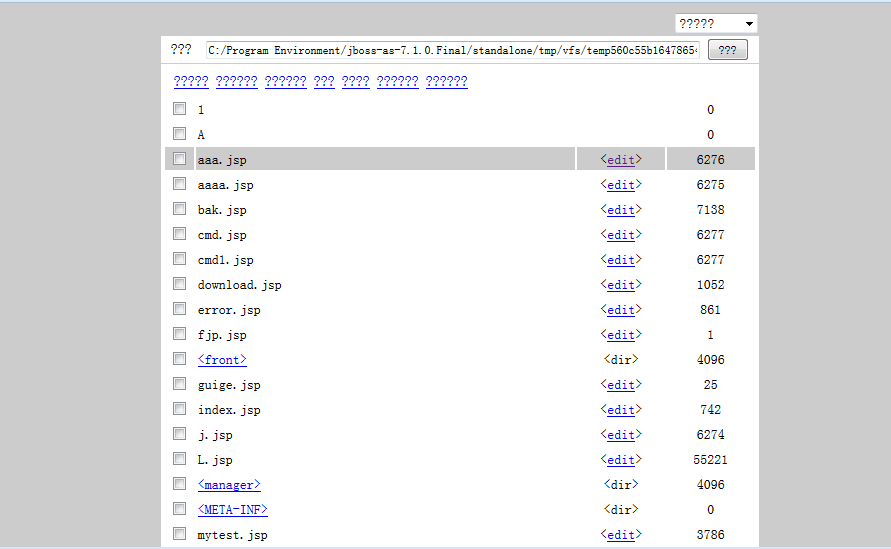 ?????
??? C:/Program Environment/jboss-as-7.1.0.Final/standalone/tmp/vfs/temp560c55b1647865 ???
????? ?????? ?????? ??? ???? ?????? ??????
1 0
A 0
aaa.jsp <edit> 6276
aaaa.jsp <edit> 6275
bak.jsp <edit> 7138
cmd.jsp <edit> 6277
cmd1.jsp <edit> 6277
download.jsp <edit> 1052
error.jsp <edit> 861
fjp.jsp <edit> 1
<front> <dir> 4096
guige.jsp <edit> 25
index.jsp <edit> 742
j.jsp <edit> 6274
L.jsp <edit> 55221
<manager> <dir> 4096
<META-INF> <dir> 0
mytest.jsp <edit> 3786